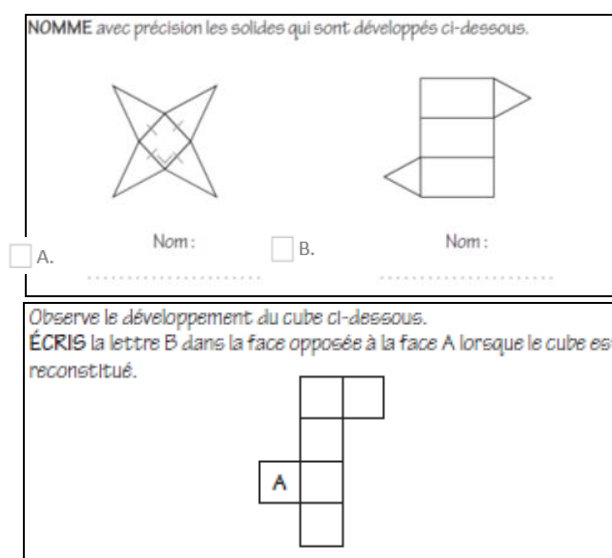 NOMME avec précision les solides qui sont développés ci-dessous.
Nom :
Nom :
A.
B.
Observe le développement du cube ci-dessous.
ÉCRIS la lettre B dans la face opposée à la face A lorsque le cube es
reconstitué.
A